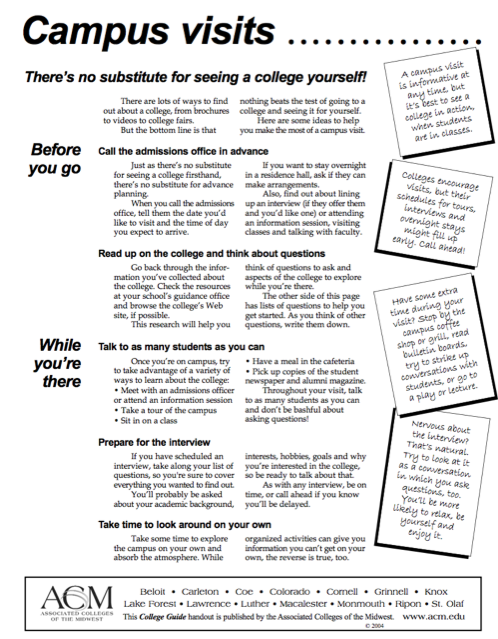 Campus visits ................
There's no substitute for seeing a college yourself!
There are lots of ways to find
out about a college, from brochures
to videos to college fairs.
But the bottom line is that
nothing beats the test of going to a
college and seeing it for yourself.
Here are some ideas to help
you make the most of a campus visit.
Before
you go
Call the admissions office in advance
Just as there's no substitute
for seeing a college firsthand,
there's no substitute for advance
planning.
When you call the admissions
office, tell them the date you'd
like to visit and the time of day
you expect to arrive.
If you want to stay overnight
in a residence hall, ask if they can
make arrangements.
Also, find out about lining
up an interview (if they offer them
and you'd like one) or attending
an information session, visiting
classes and talking with faculty.
Read up on the college and think about questions
Go back through the infor-
mation you've collected about
the college. Check the resources
at your school's guidance office
and browse the college's Web
site, if possible.
This research will help you
think of questions to ask and
aspects of the college to explore
while you're there.
The other side of this page
has lists of questions to help you
get started. As you think of other
questions, write them down.
While
you're
there
Talk to as many students as you can
Once you're on campus, try
to take advantage of a variety of
ways to learn about the college:
• Meet with an admissions officer
or attend an information session
• Take a tour of the campus
• Sit in on a class
• Have a meal in the cafeteria
• Pick up copies of the student
newspaper and alumni magazine.
Throughout your visit, talk
to as many students as you can
and don't be bashful about
asking questions!
Prepare for the interview
If you have scheduled an
interview, take along your list of
questions, so you're sure to cover
everything you wanted to find out.
You'll probably be asked
about your academic background,
interests, hobbies, goals and why
you're interested in the college,
so be ready to talk about that.
As with any interview, be on
time, or call ahead if you know
you'll be delayed.
Take time to look around on your own
Take some time to explore
the campus on your own and
absorb the atmosphere. While
organized activities can give you
information you can't get on your
own, the reverse is true, too.
A campus visit
is informative at
any time, but
it's best to see a
college in action,
when students
are in classes.
Colleges encourage
visits, but their
schedules for tours,
interviews and
overnight stays
might fill up
early. Call ahead!
Have some extra
time during your
visit? Stop by the
campus coffee
shop or grill, read
bulletin boards,
try to strike up
conversations with
students, or go to
a play or lecture.
Nervous about
the interview?
That's natural.
Try to look at it
as a conversation
in which you ask
questions, too.
You'll be more
likely to relax, be
yourself and
enjoy it.
ACM
ASSOCIATED COLLEGES
OF THE MIDWEST
Beloit • Carleton • Coe • Colorado • Cornell • Grinnell • Knox
Lake Forest • Lawrence • Luther • Macalester • Monmouth • Ripon • St. Olaf
This College Guide handout is published by the Associated Colleges of the Midwest. www.acm.edu
© 2004